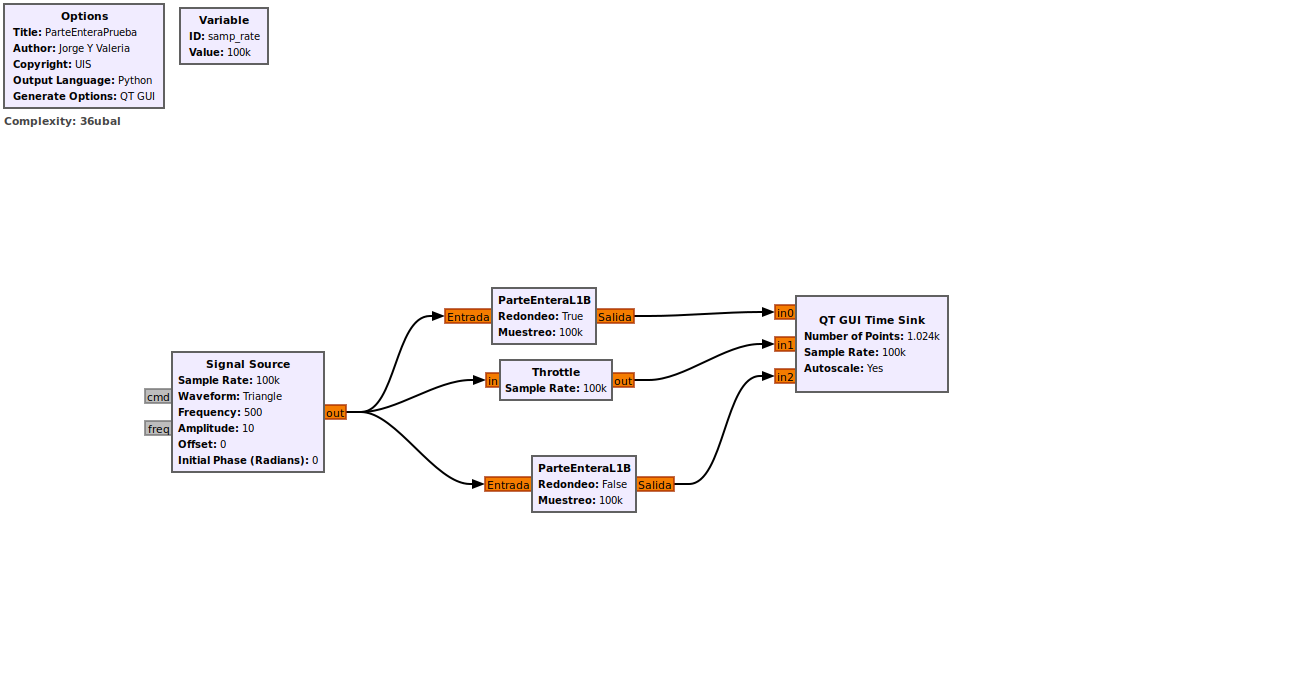 Options
Title: ParteEnteraPrueba
Author: Jorge Y Valeria
Copyright: UIS
Output Language: Python
Generate Options: QT GUI
Variable
ID: samp_rate
Value: 100k
Complexity: 36ubal
ParteEnteraL1B
Redondeo: True
Muestreo: 100k
Entrada
Salida
Throttle
Sample Rate: 100k
in
out
Signal Source
Sample Rate: 100k
Waveform: Triangle
Frequency: 500
Amplitude: 10
Offset: 0
Initial Phase (Radians): 0
cmd
freq
out
ParteEnteraL1B
Redondeo: False
Muestreo: 100k
Entrada
Salida
QT GUI Time Sink
Number of Points: 1.024k
Sample Rate: 100k
Autoscale: Yes
in0
in1
in2